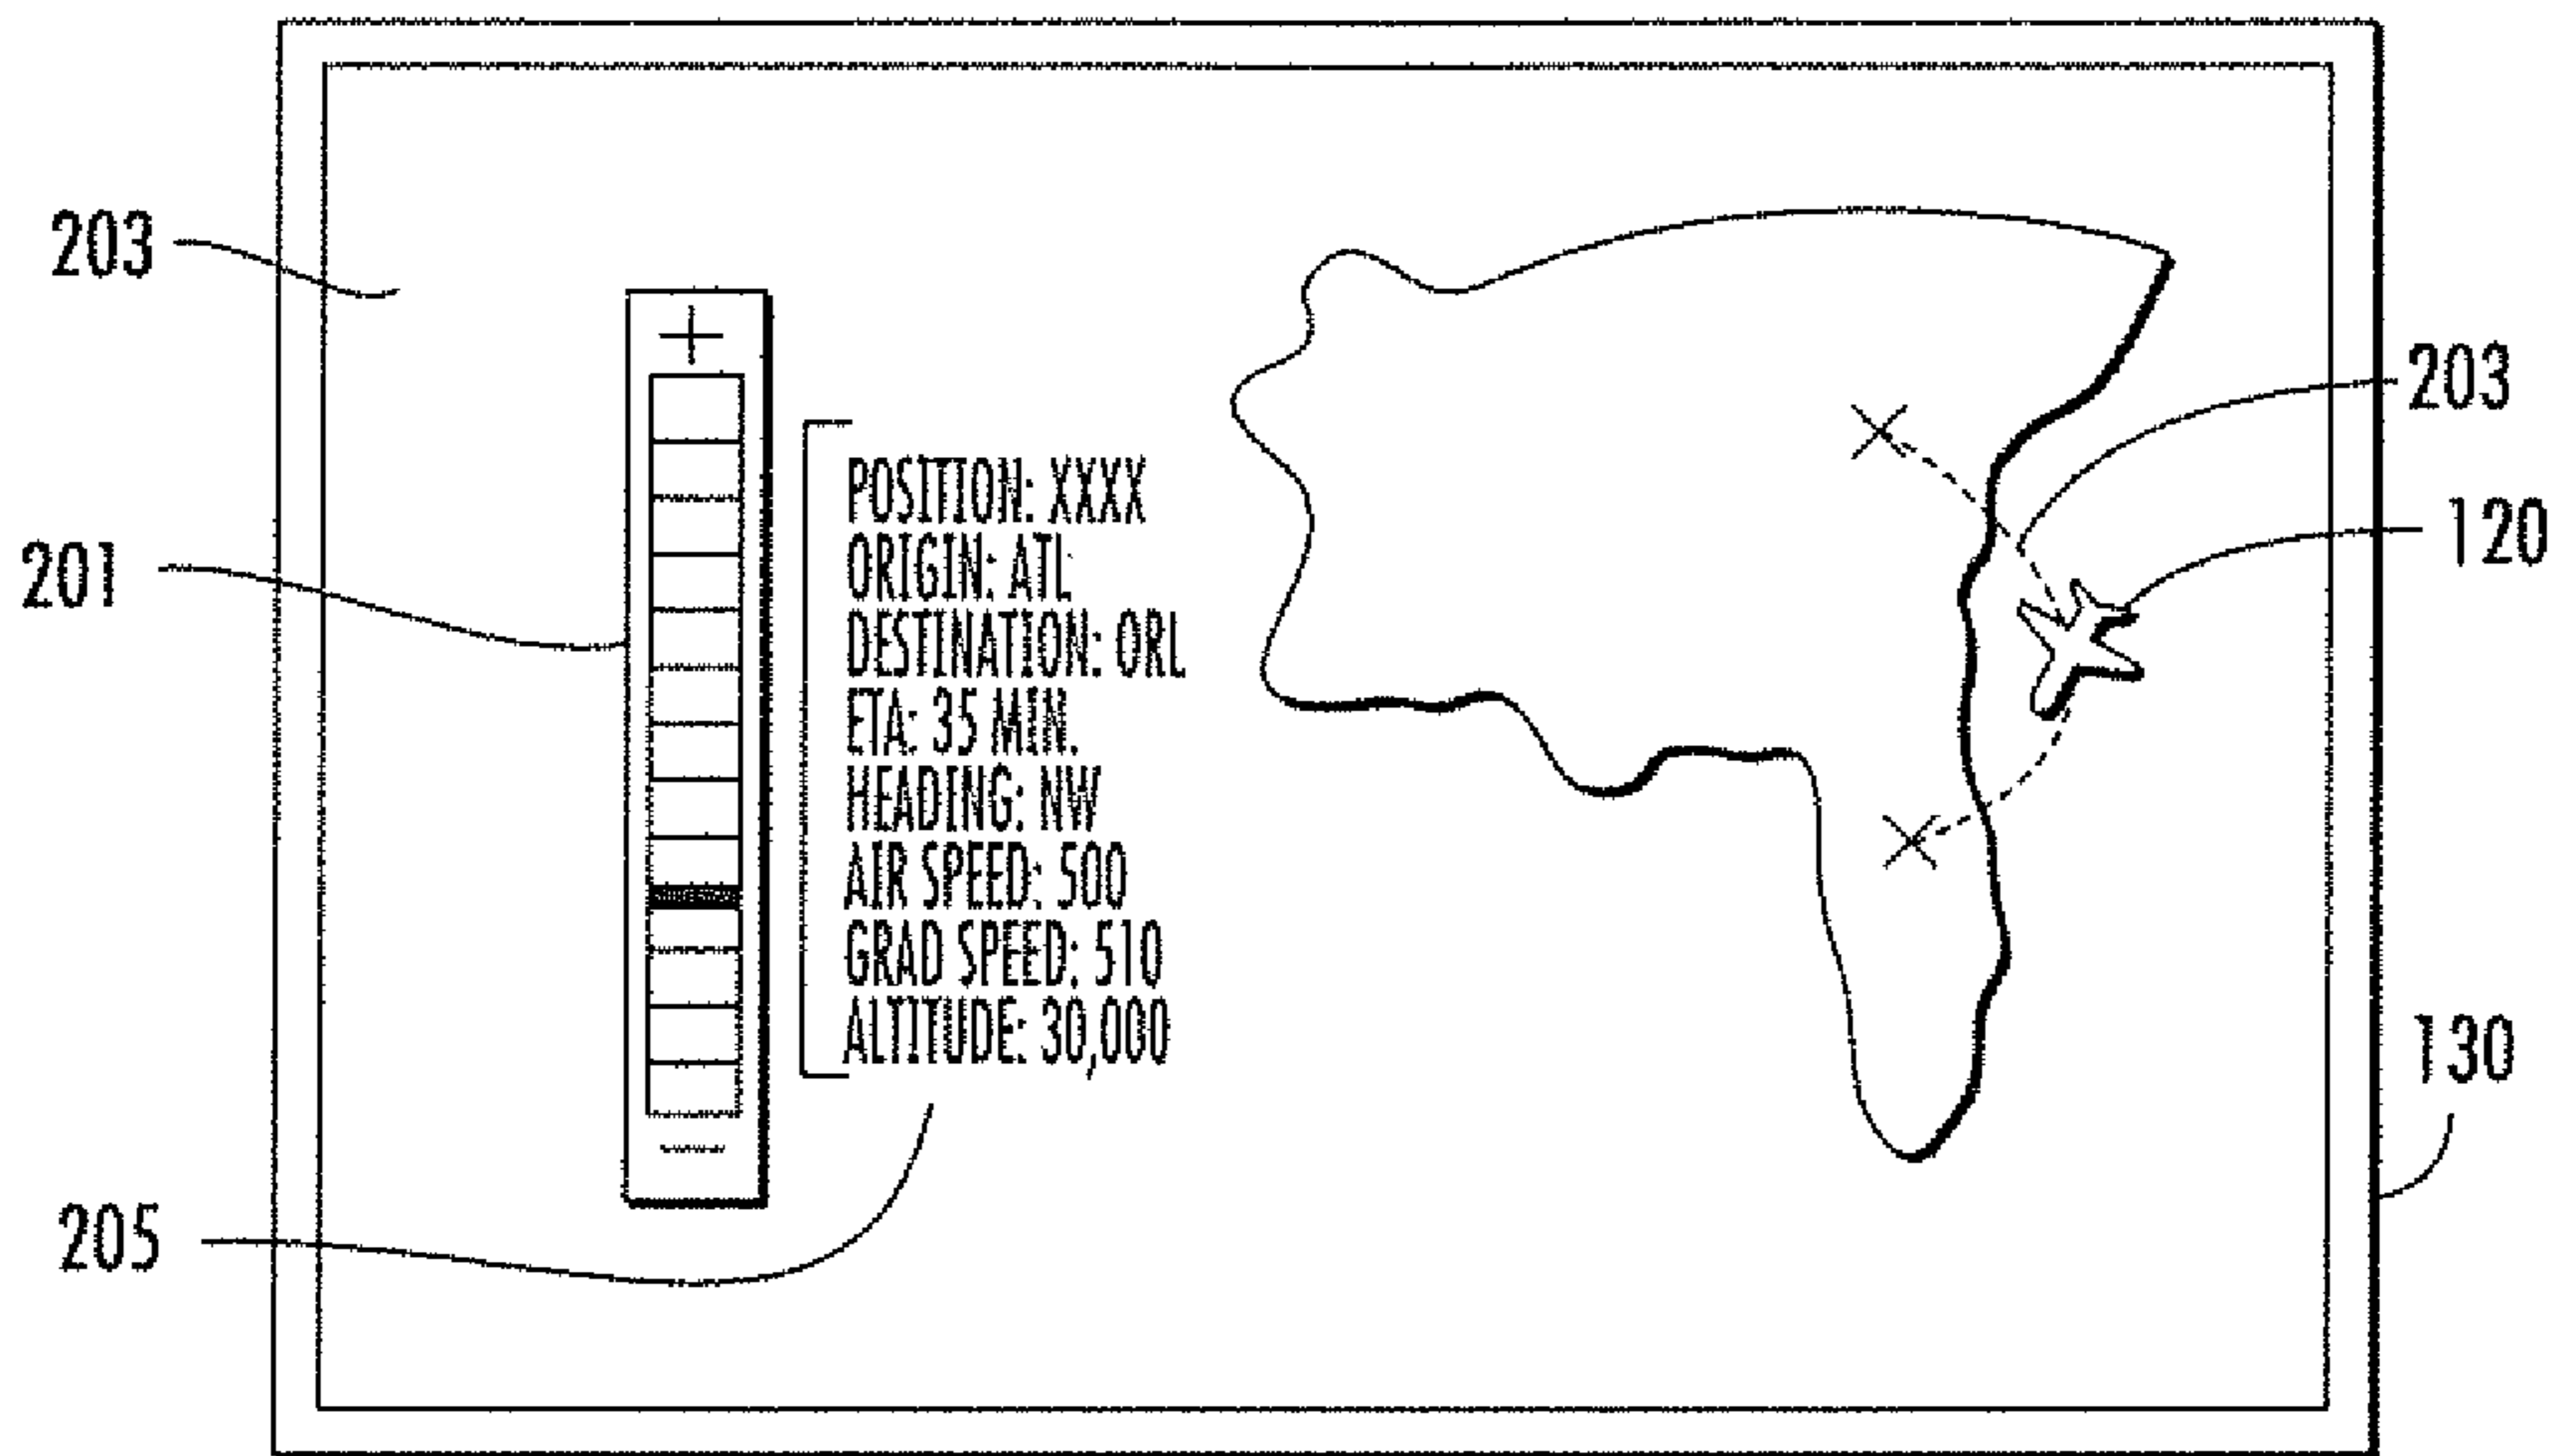 203
201
205
+
−
POSITION: XXXX
ORIGIN: ATL
DESTINATION: ORL
ETA: 35 MIN.
HEADING: NW
AIR SPEED: 500
GRAD SPEED: 510
ALTITUDE: 30,000
203
120
130